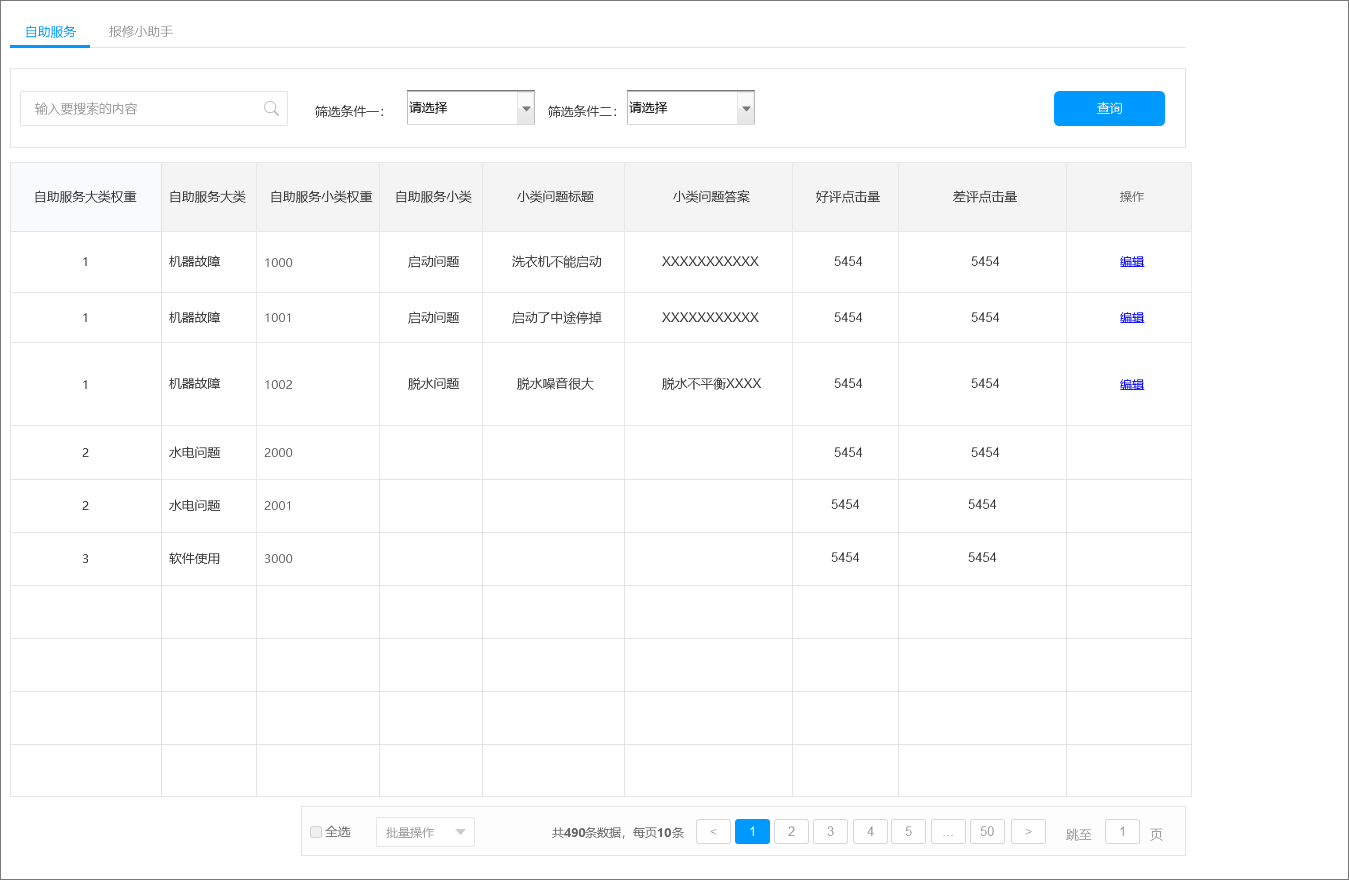 自助服务 报修小助手
输入要搜索的内容 筛选条件一: 请选择 筛选条件二: 请选择 查询
自助服务大类权重 自助服务大类 自助服务小类权重 自助服务小类 小类问题标题 小类问题答案 好评点击量 差评点击量 操作
1 机器故障 1000 启动问题 洗衣机不能启动 XXXXXXXXXXX 5454 5454 编辑
1 机器故障 1001 启动问题 启动了中途停掉 XXXXXXXXXXX 5454 5454 编辑
1 机器故障 1002 脱水问题 脱水噪音很大 脱水不平衡XXXX 5454 5454 编辑
2 水电问题 2000 5454 5454
2 水电问题 2001 5454 5454
3 软件使用 3000 5454 5454
全选 批量操作 共490条数据，每页10条 < 1 2 3 4 5 ... 50 > 跳至 1 页